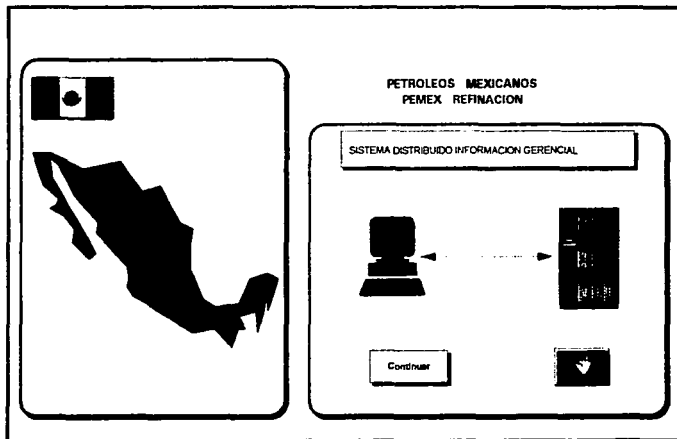 PETROLEOS MEXICANOS
PEMEX REFINACION
SISTEMA DISTRIBUIDO INFORMACION GERENCIAL
Continuar